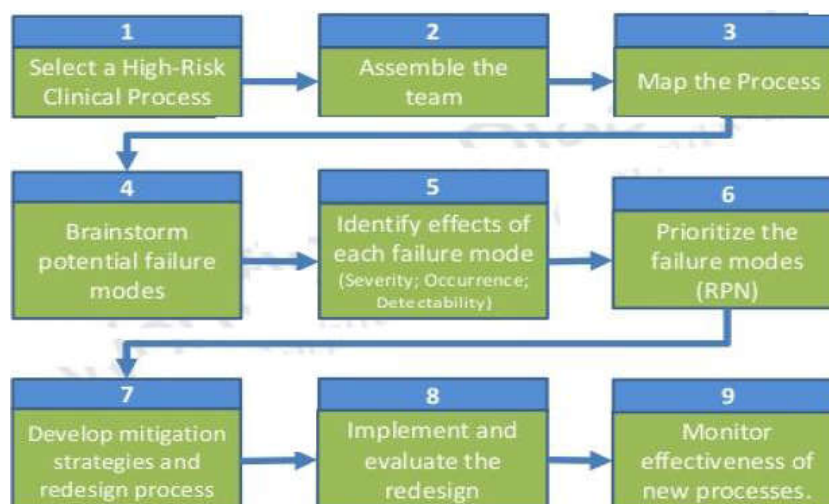 1
Select a High-Risk
Clinical Process
2
Assemble the
team
3
Map the Process
4
Brainstorm
potential failure
modes
5
Identify effects of
each failure mode
(Severity; Occurrence;
Detectability)
6
Prioritize the
failure modes
(RPN)
7
Develop mitigation
strategies and
redesign process
8
Implement and
evaluate the
redesign
9
Monitor
effectiveness of
new processes.